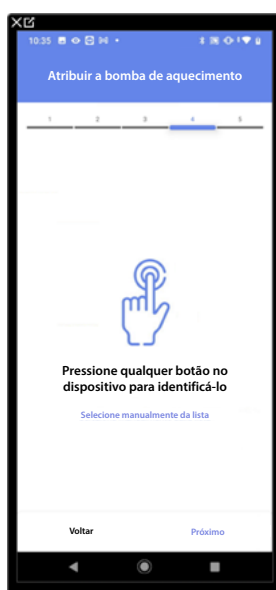 10:35
Atribuir a bomba de aquecimento
1 2 3 4 5
Pressione qualquer botão no
dispositivo para identificá-lo
Selecione manualmente da lista
Voltar Próximo